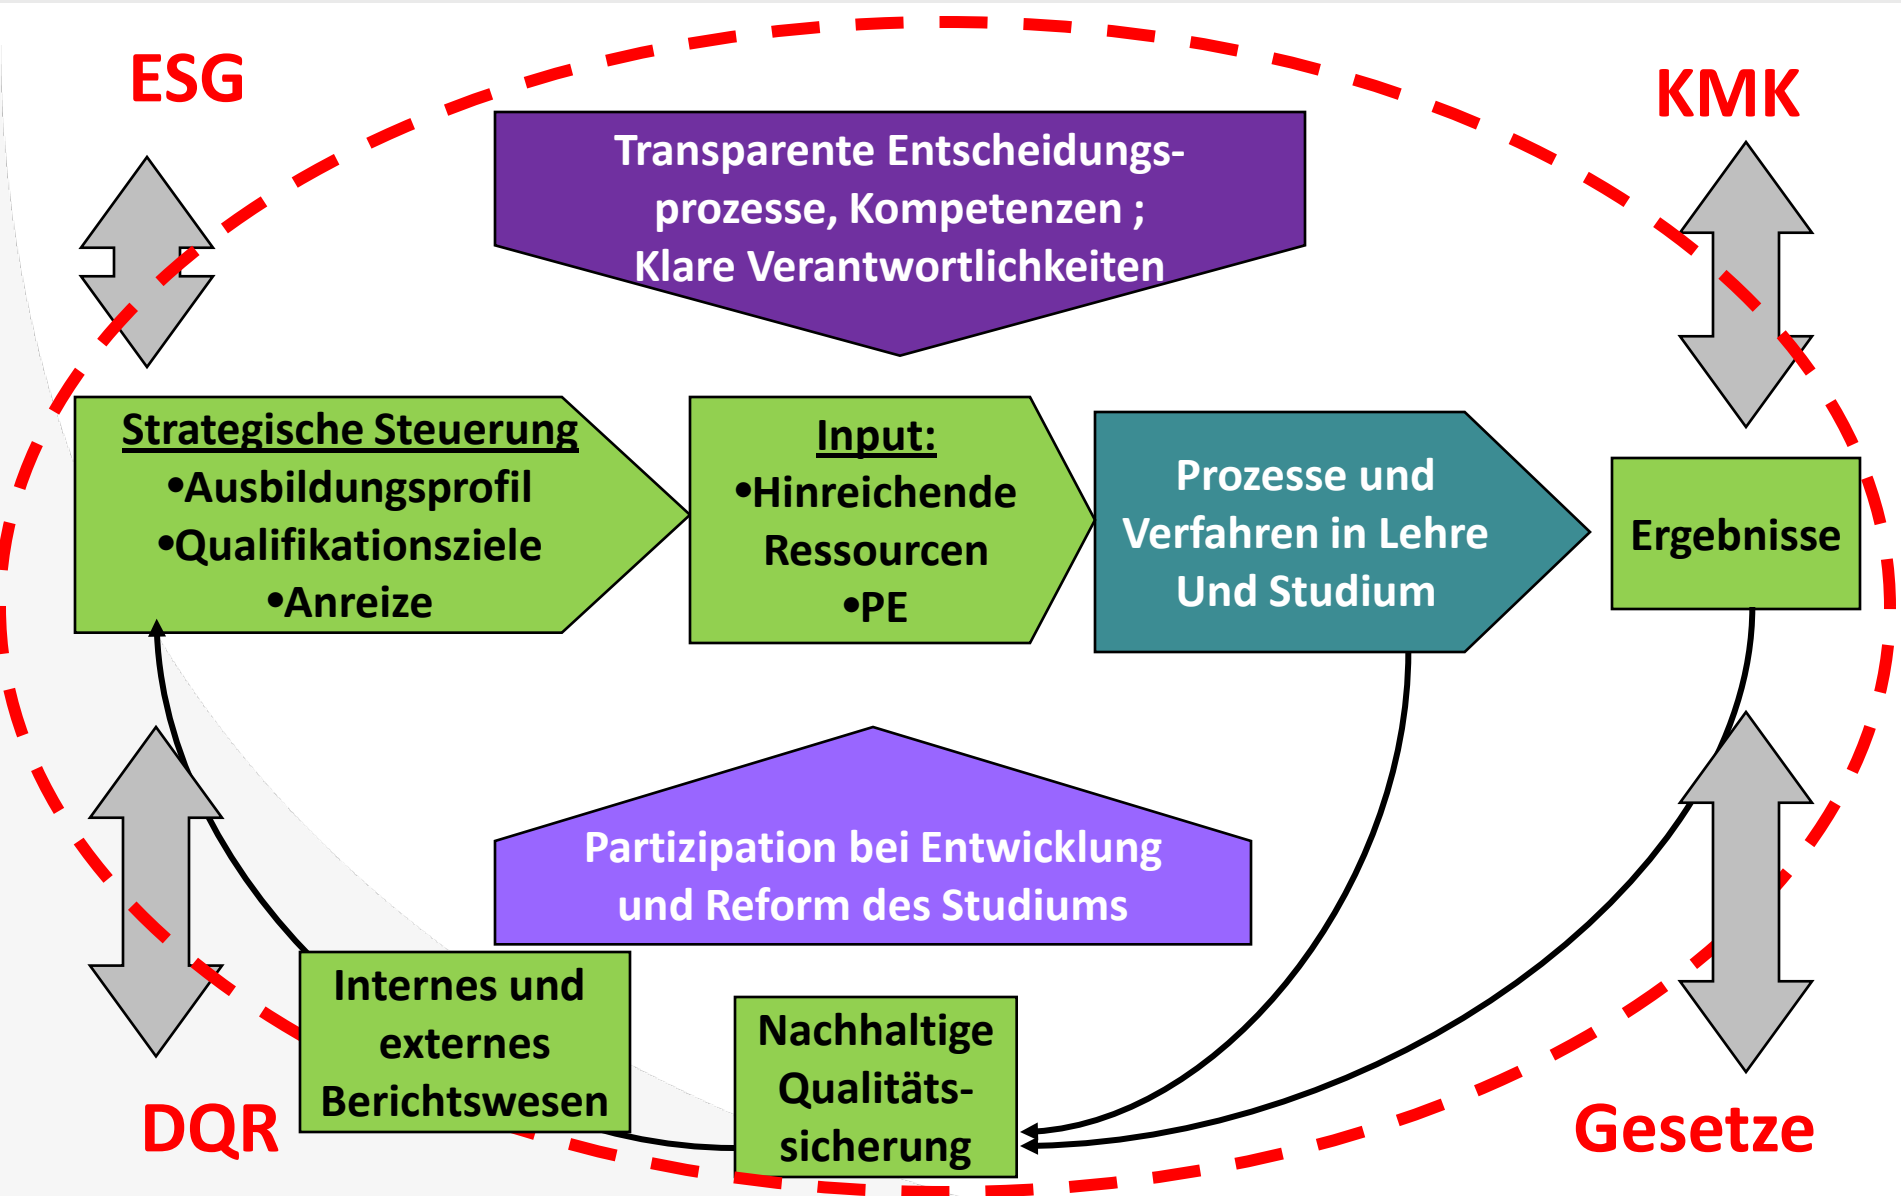 ESG
KMK
Transparente Entscheidungs-
prozesse, Kompetenzen ;
Klare Verantwortlichkeiten
Strategische Steuerung
•Ausbildungsprofil
•Qualifikationsziele
•Anreize
Input:
•Hinreichende
Ressourcen
•PE
Prozesse und
Verfahren in Lehre
Und Studium
Ergebnisse
Partizipation bei Entwicklung
und Reform des Studiums
Internes und
externes
Berichtswesen
Nachhaltige
Qualitäts-
sicherung
DQR
Gesetze